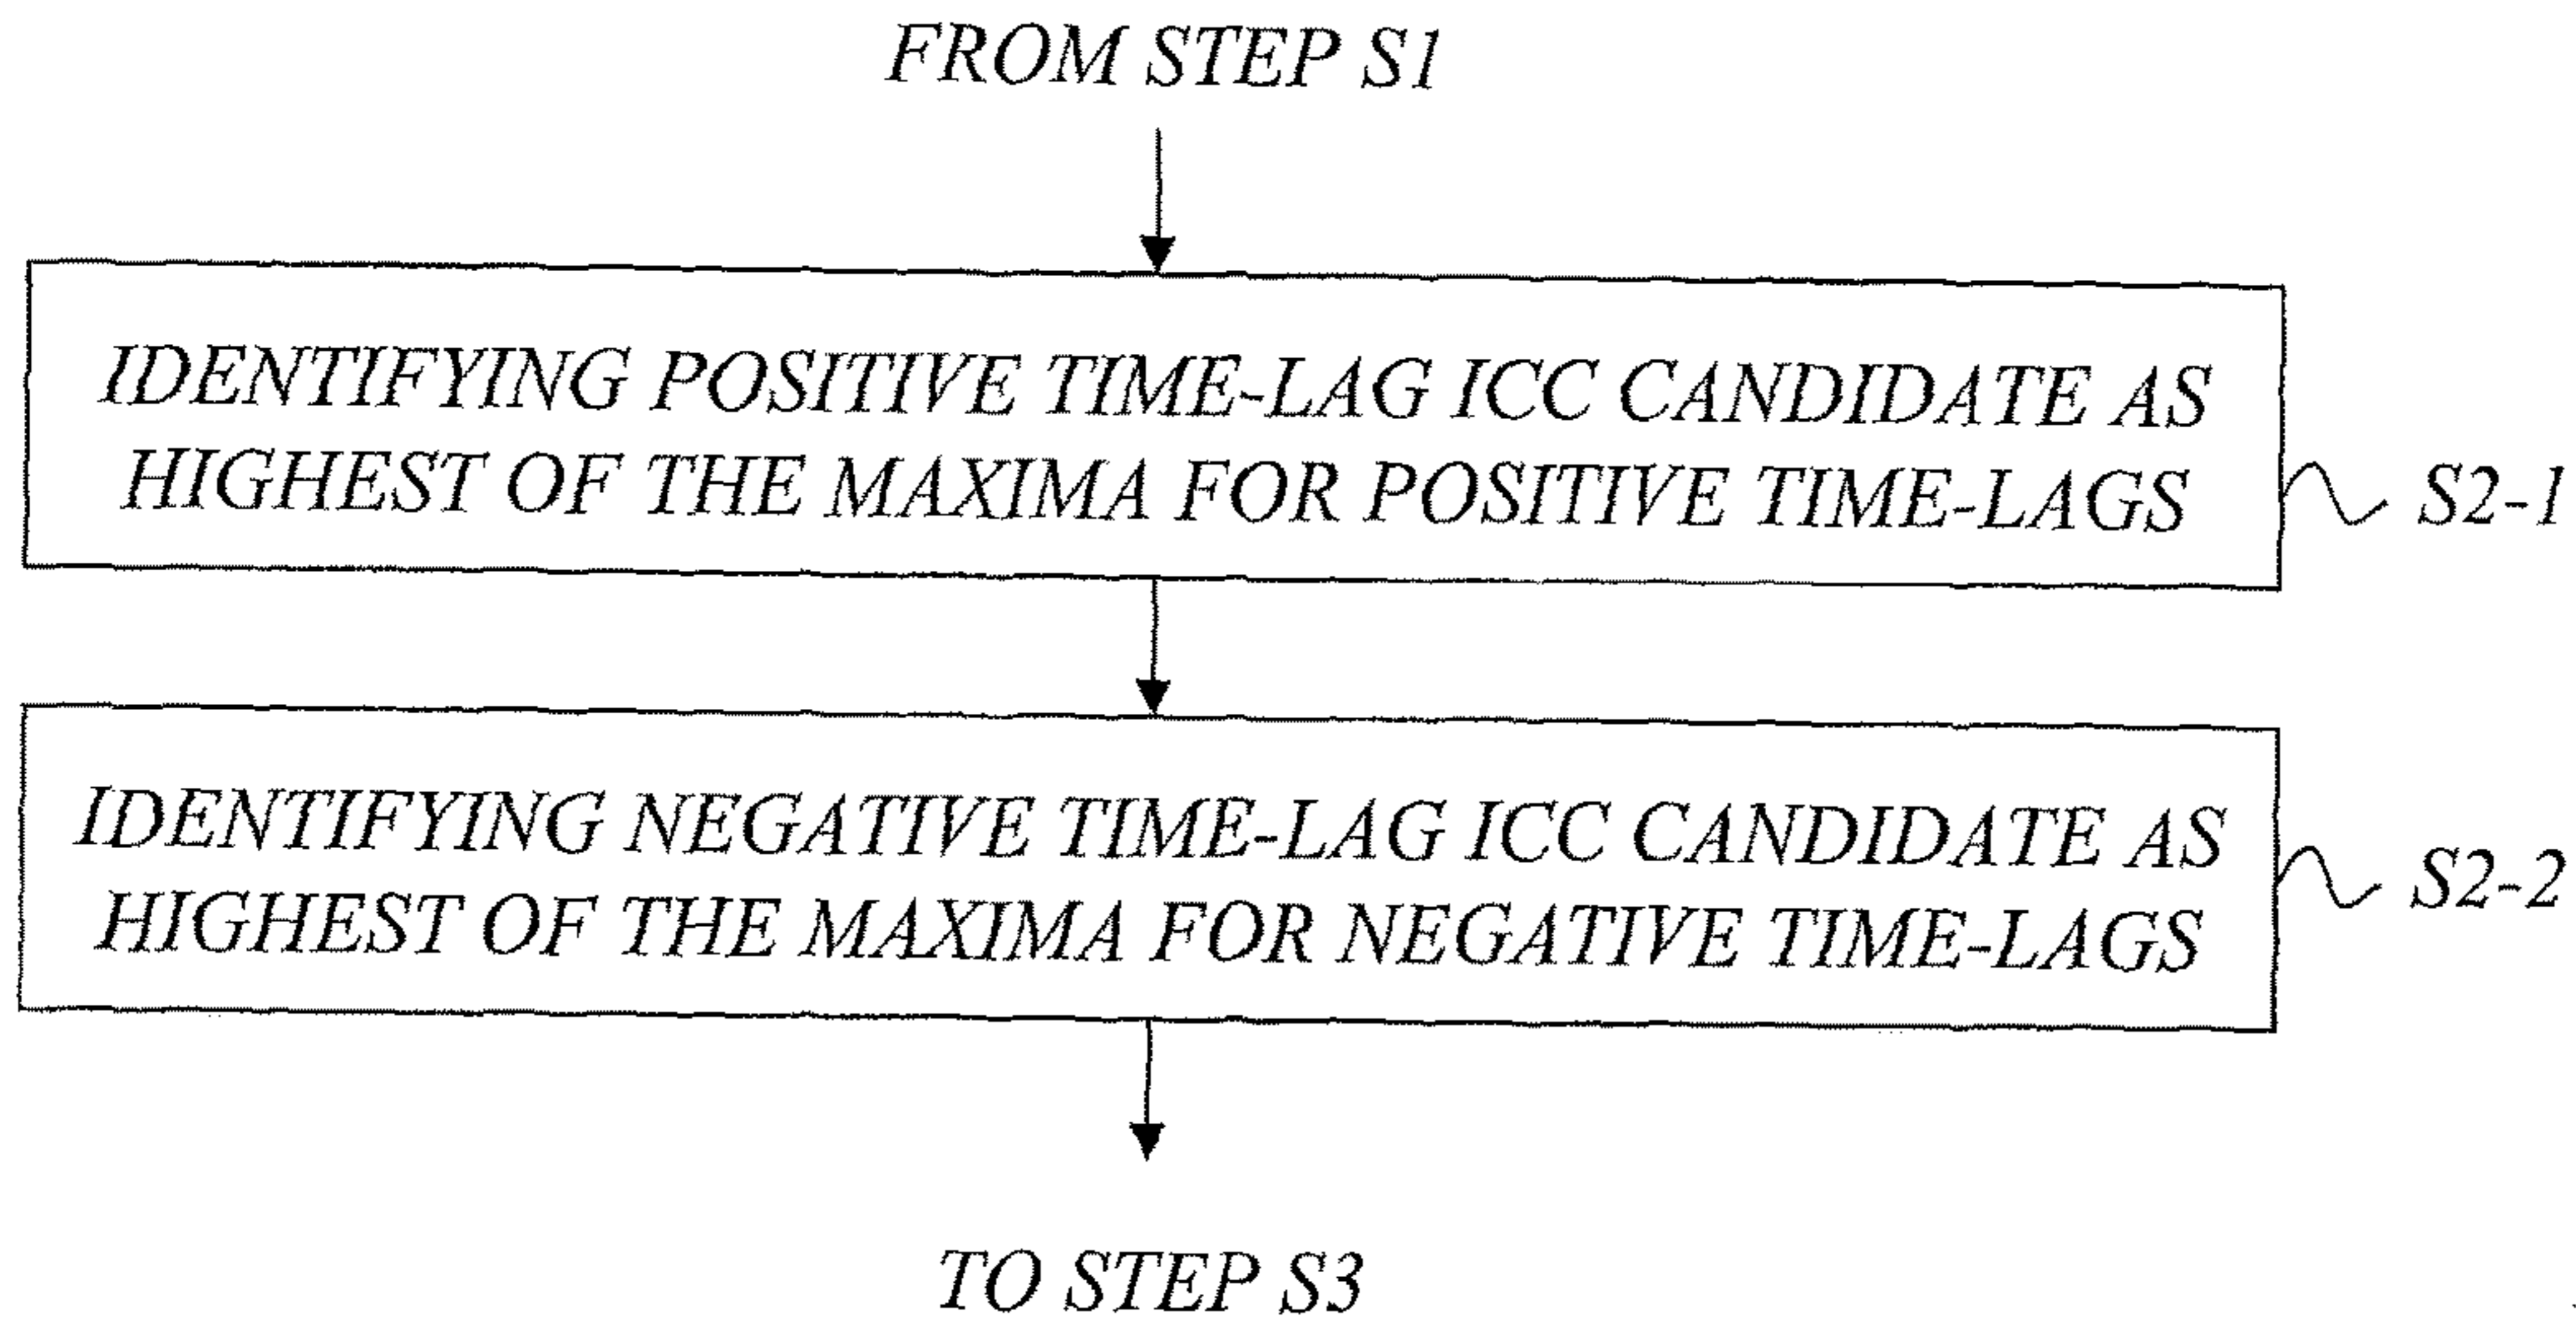 FROM STEP S1
IDENTIFYING POSITIVE TIME-LAG ICC CANDIDATE AS
HIGHEST OF THE MAXIMA FOR POSITIVE TIME-LAGS
S2-1
IDENTIFYING NEGATIVE TIME-LAG ICC CANDIDATE AS
HIGHEST OF THE MAXIMA FOR NEGATIVE TIME-LAGS
S2-2
TO STEP S3